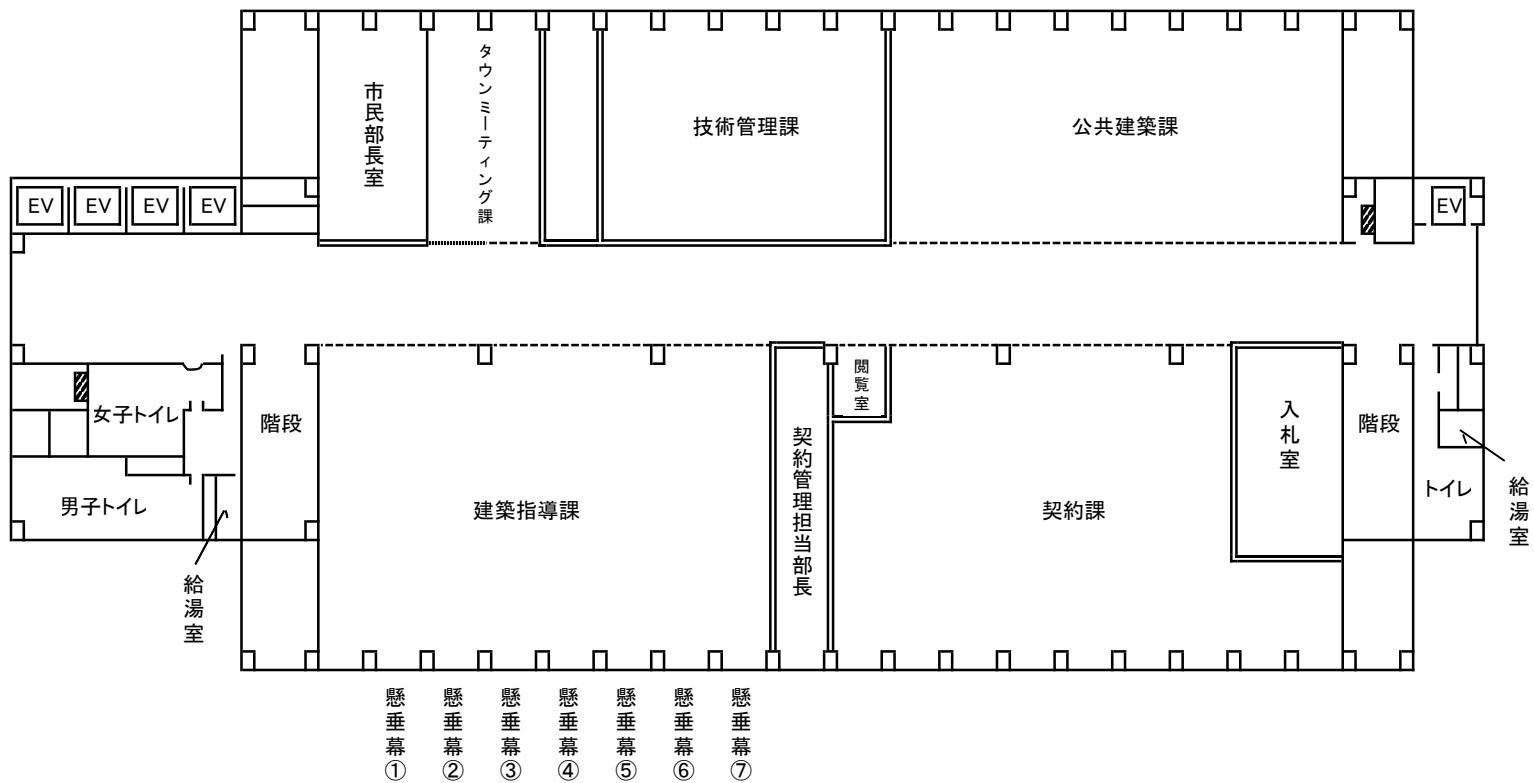 市民部長室
タウンミーティング課
技術管理課
公共建築課
EV
EV
EV
EV
EV
女子トイレ
男子トイレ
給湯室
階段
建築指導課
契約管理担当部長
閲覧室
契約課
入札室
階段
トイレ
給湯室
懸垂幕①
懸垂幕②
懸垂幕③
懸垂幕④
懸垂幕⑤
懸垂幕⑥
懸垂幕⑦